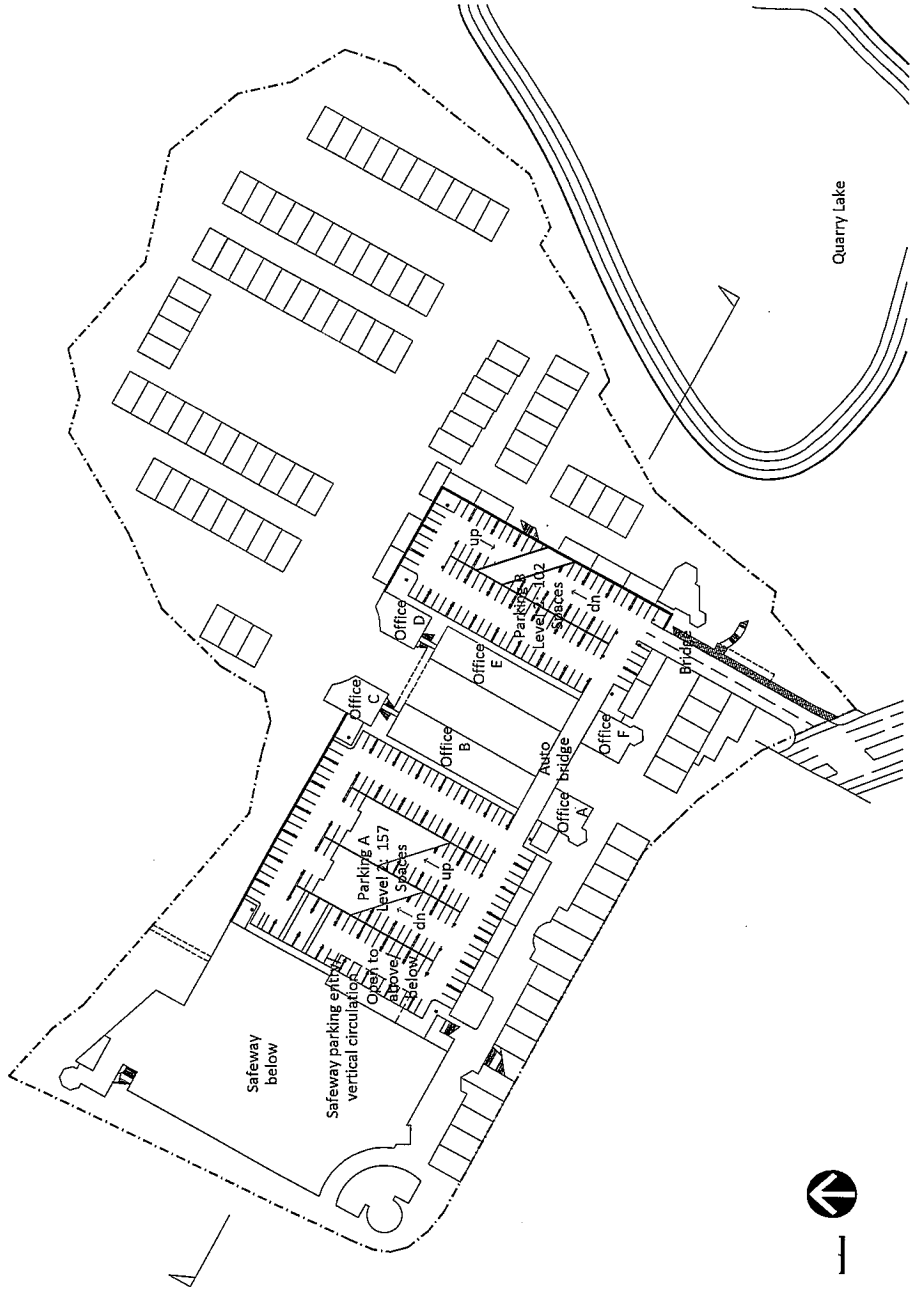 Quarry Lake
up
Parking B
Level 2: 102
Spaces
dn
Office
D
Office
E
Bridge
Office
C
Office
B
Auto
bridge
Office
F
Office
A
Parking A
Level 2: 157
Spaces
up
dn
Open to
above/
below
Safeway parking entry/
vertical circulation
Safeway
below